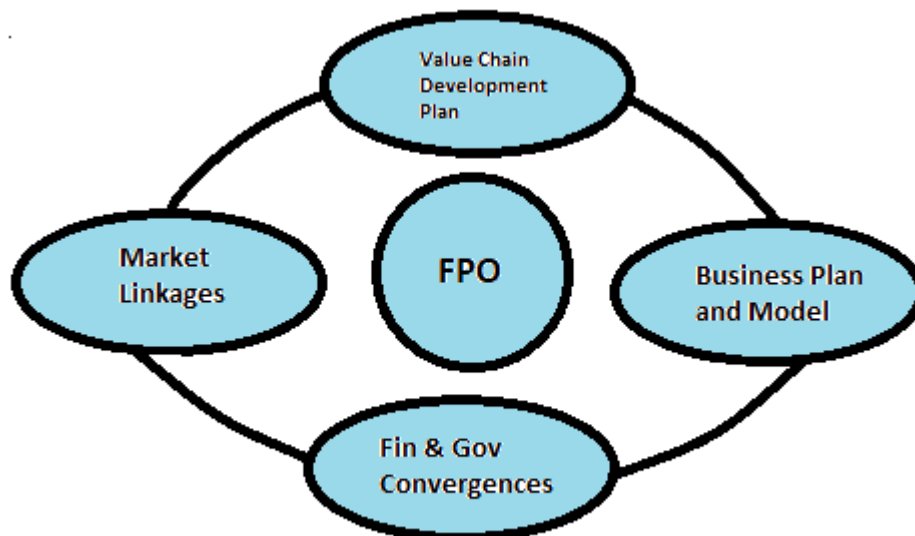 Value Chain
Development
Plan
Market
Linkages
FPO
Business Plan
and Model
Fin & Gov
Convergences